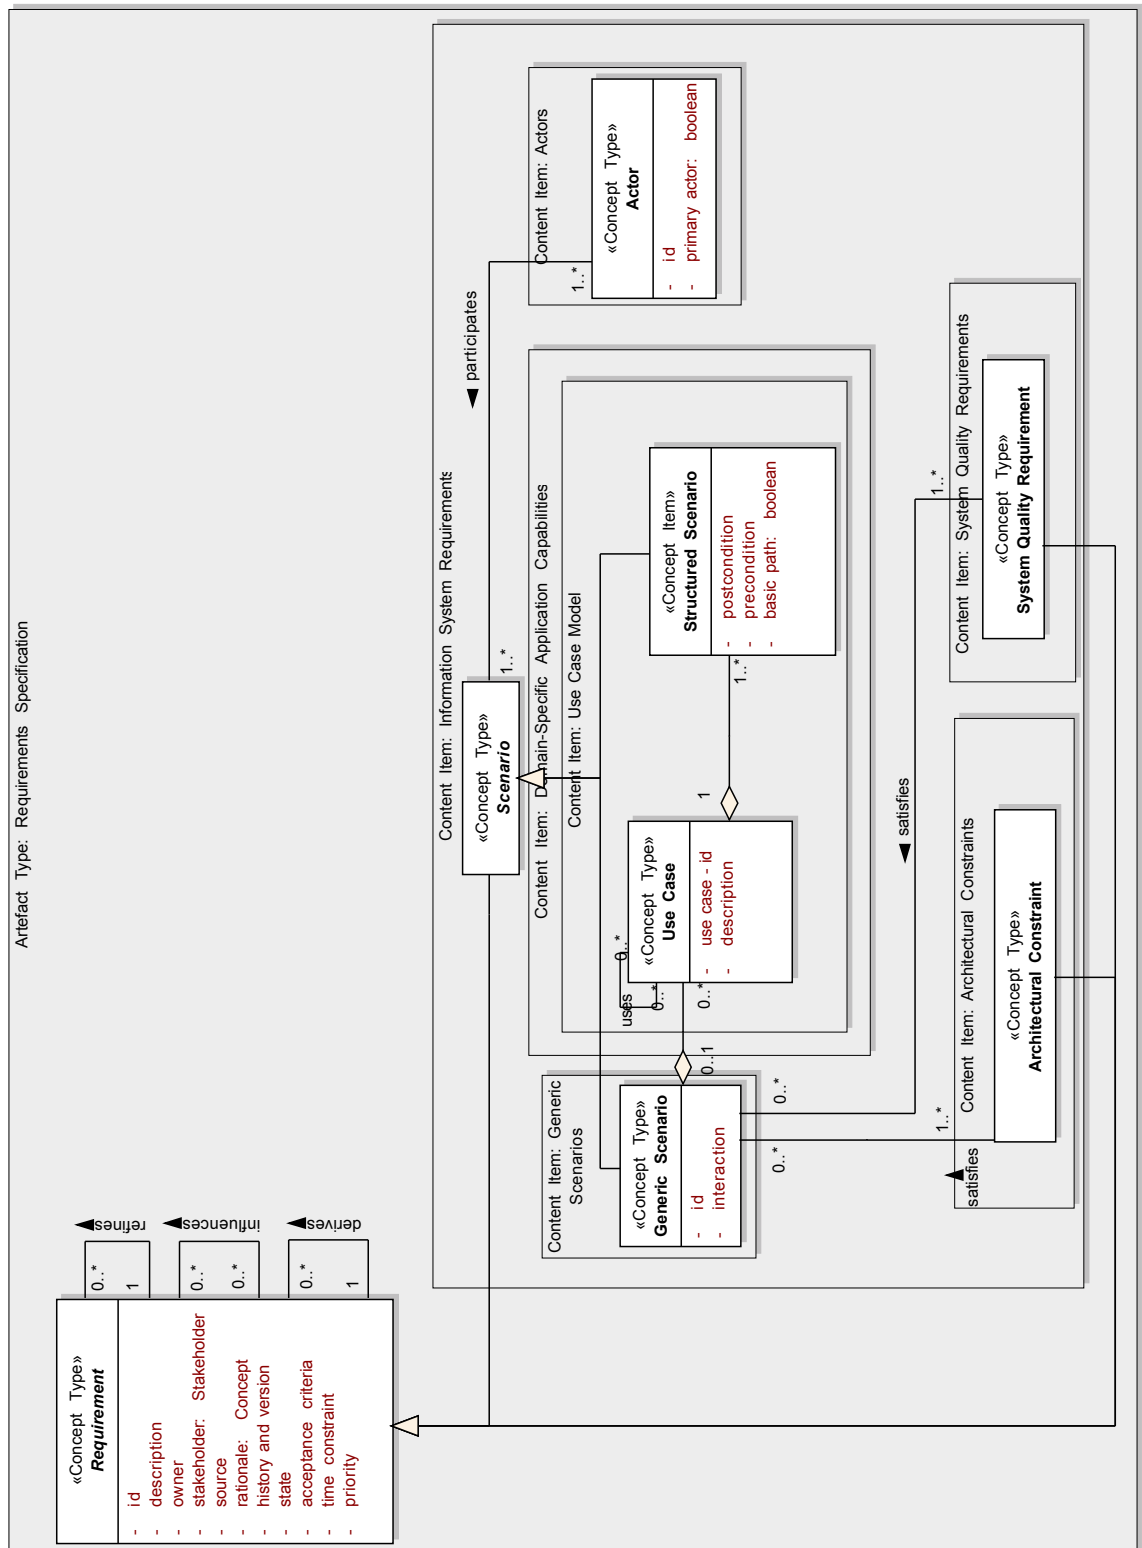 Artefact Type: Requirements Specification
«Concept Type»
Requirement
- id
- description
- owner
- stakeholder: Stakeholder
- source
- rationale: Concept
- history and version
- state
- acceptance criteria
- time constraint
- priority
0..*
1
refines
0..*
0..*
influences
0..*
1
derives
Content Item: Information System Requirements
«Concept Type»
Scenario
1..*
participates
1..*
Content Item: Actors
«Concept Type»
Actor
- id
- primary actor: boolean
Content Item: Generic
Scenarios
«Concept Type»
Generic Scenario
- id
- interaction
Content Item: Domain-Specific Application Capabilities
Content Item: Use Case Model
«Concept Type»
Use Case
- use case - id
- description
uses
0..*
0..*
0..*
0..1
1
1..*
«Concept Item»
Structured Scenario
- postcondition
- precondition
- basic path: boolean
0..*
0..*
satisfies
1..*
satisfies
1..*
Content Item: Architectural Constraints
«Concept Type»
Architectural Constraint
Content Item: System Quality Requirements
«Concept Type»
System Quality Requirement